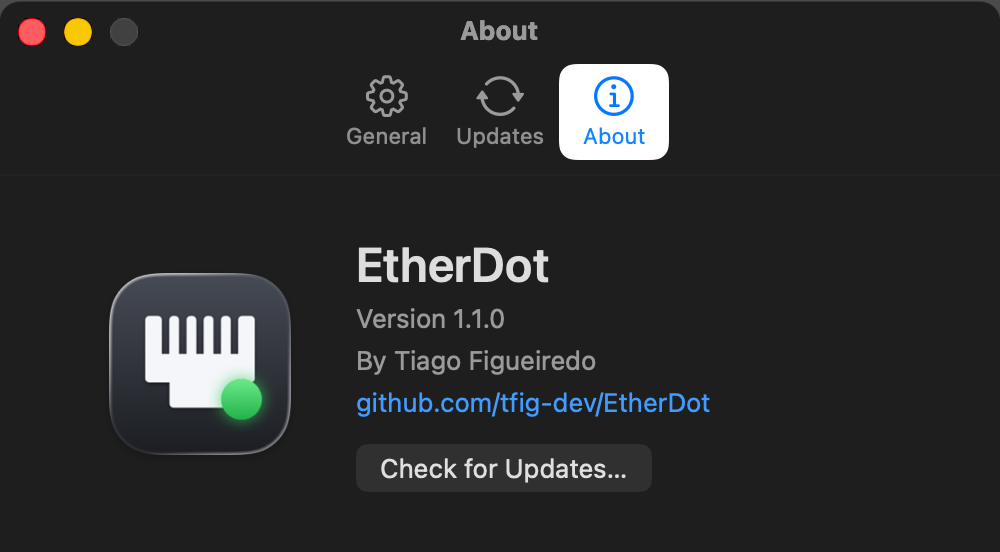 About
General
Updates
About
EtherDot
Version 1.1.0
By Tiago Figueiredo
github.com/tfig-dev/EtherDot
Check for Updates...